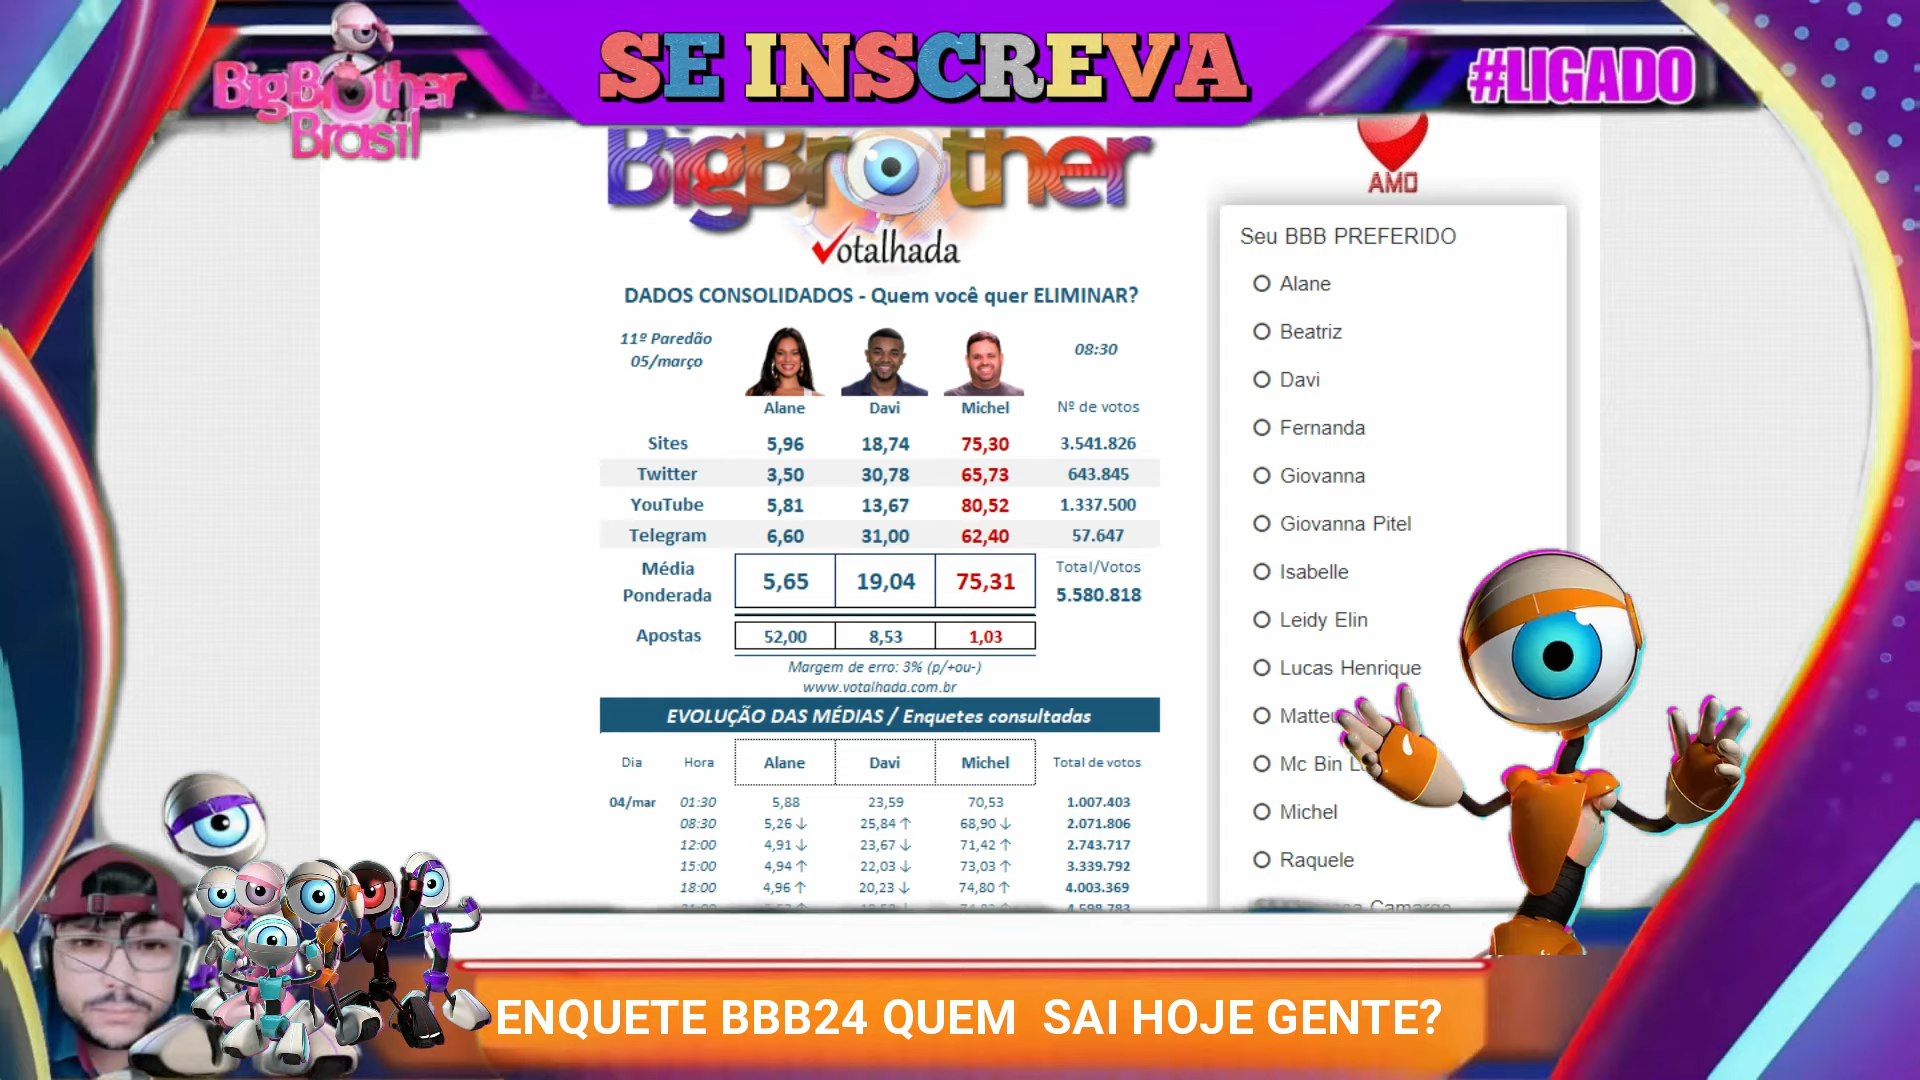 SE INSCREVA
#LIGADO
BigBrother
Brasil
BigBrother
Votalhada
AMO
DADOS CONSOLIDADOS - Quem você quer ELIMINAR?
11º Paredão
05/março
08:30
Alane Davi Michel Nº de votos
Sites 5,96 18,74 75,30 3.541.826
Twitter 3,50 30,78 65,73 643.845
YouTube 5,81 13,67 80,52 1.337.500
Telegram 6,60 31,00 62,40 57.647
Média
Ponderada
5,65 19,04 75,31
Total/Votos
5.580.818
Apostas 52,00 8,53 1,03
Margem de erro: 3% (p/+ou-)
www.votalhada.com.br
EVOLUÇÃO DAS MÉDIAS / Enquetes consultadas
Dia Hora Alane Davi Michel Total de votos
04/mar 01:30 5,88 23,59 70,53 1.007.403
08:30 5,26 ↓ 25,84 ↑ 68,90 ↓ 2.071.806
12:00 4,91 ↓ 23,67 ↓ 71,42 ↑ 2.743.717
15:00 4,94 ↑ 22,03 ↓ 73,03 ↑ 3.339.792
18:00 4,96 ↑ 20,23 ↓ 74,80 ↑ 4.003.369
Seu BBB PREFERIDO
Alane
Beatriz
Davi
Fernanda
Giovanna
Giovanna Pitel
Isabelle
Leidy Elin
Lucas Henrique
Matteu
Mc Bin L
Michel
Raquele
ENQUETE BBB24 QUEM SAI HOJE GENTE?